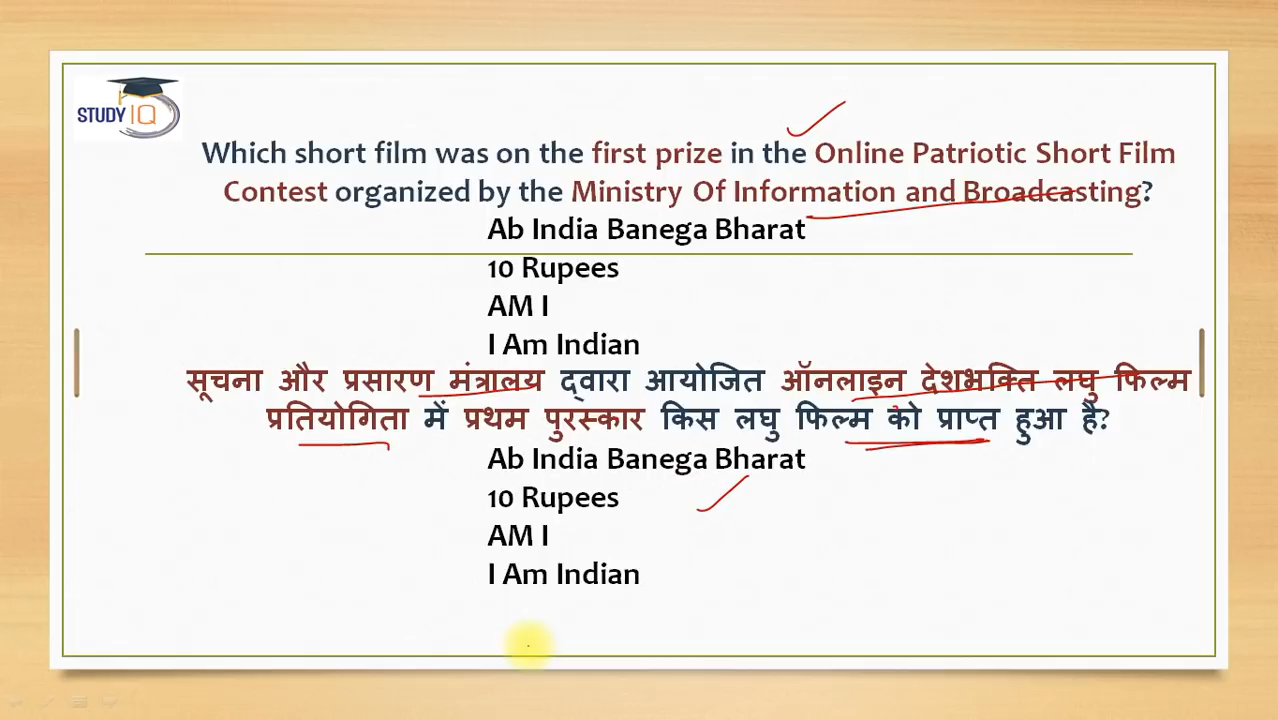 STUDY IQ
Which short film was on the first prize in the Online Patriotic Short Film
Contest organized by the Ministry Of Information and Broadcasting?
Ab India Banega Bharat
10 Rupees
AM I
I Am Indian
सूचना और प्रसारण मंत्रालय द्वारा आयोजित ऑनलाइन देशभक्ति लघु फिल्म
प्रतियोगिता में प्रथम पुरस्कार किस लघु फिल्म को प्राप्त हुआ है?
Ab India Banega Bharat
10 Rupees
AM I
I Am Indian